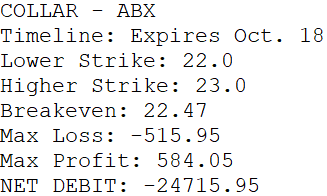 COLLAR - ABX
Timeline: Expires Oct. 18
Lower Strike: 22.0
Higher Strike: 23.0
Breakeven: 22.47
Max Loss: -515.95
Max Profit: 584.05
NET DEBIT: -24715.95